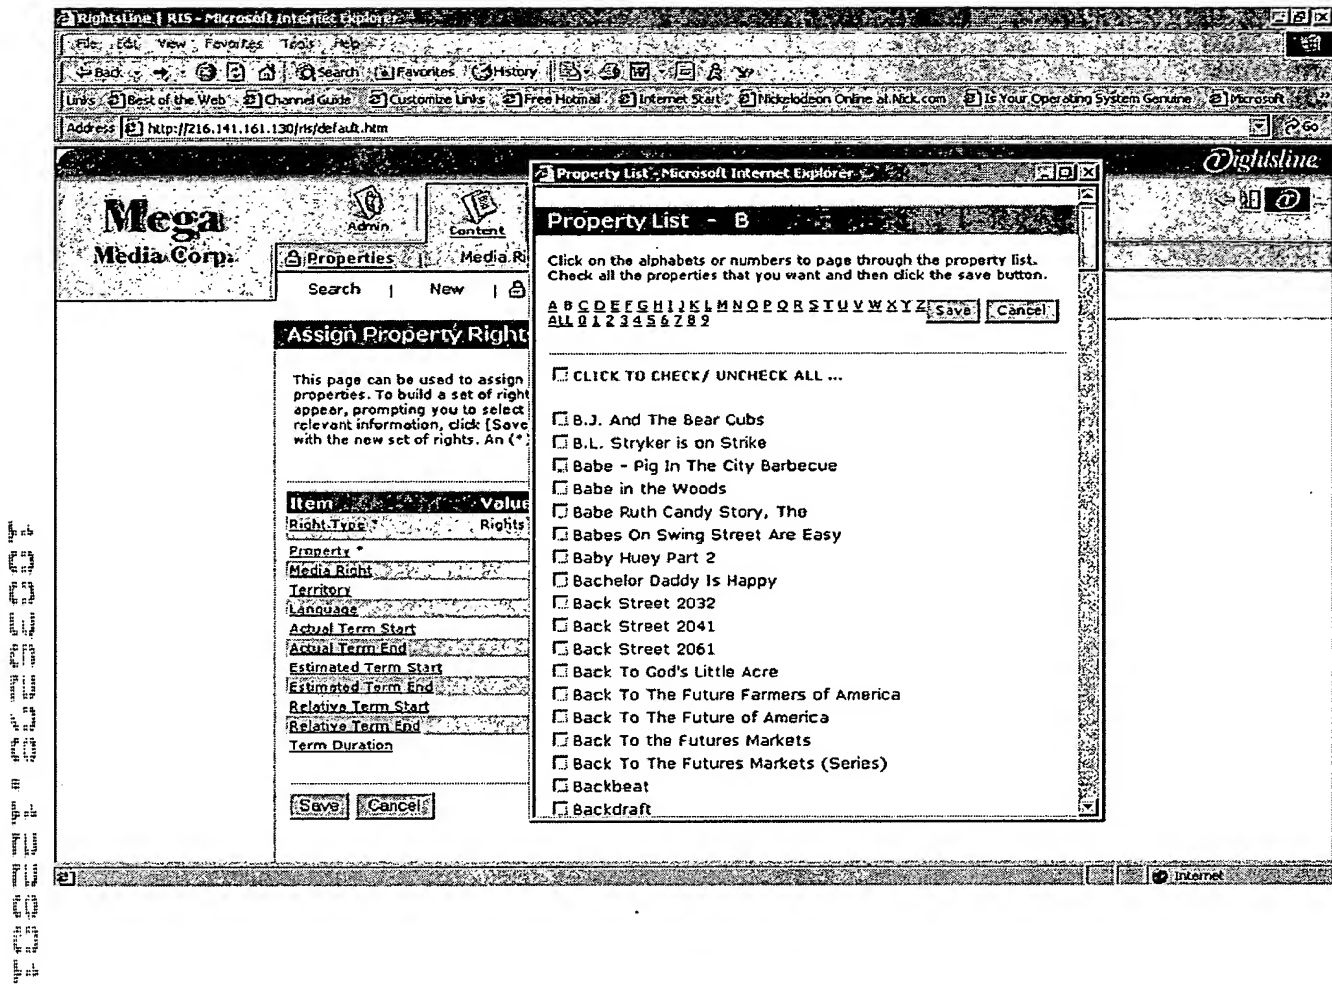 RightsLine | RIS - Microsoft Internet Explorer
File Edit View Favorites Tools Help
Back Search Favorites History
Links Best of the Web Channel Guide Customize Links Free Hotmail Internet Start Nickelodeon Online at Nick.com Is Your Operating System Genuine Microsoft
Address http://216.141.161.130/ris/default.htm Go
Rightsline
Mega
Media Corp.
Admin
Content
Properties Media Ri
Search | New |
Assign Property Right
This page can be used to assign
properties. To build a set of right
appear, prompting you to select
relevant information, click [Save
with the new set of rights. An (*
Item Value
Right Type * Rights
Property *
Media Right
Territory
Language
Actual Term Start
Actual Term End
Estimated Term Start
Estimated Term End
Relative Term Start
Relative Term End
Term Duration
Save Cancel
Property List - Microsoft Internet Explorer
Property List - B
Click on the alphabets or numbers to page through the property list.
Check all the properties that you want and then click the save button.
A B C D E F G H I J K L M N O P Q R S T U V W X Y Z
ALL 0 1 2 3 4 5 6 7 8 9
Save Cancel
CLICK TO CHECK/ UNCHECK ALL ...
B.J. And The Bear Cubs
B.L. Stryker is on Strike
Babe - Pig In The City Barbecue
Babe in the Woods
Babe Ruth Candy Story, The
Babes On Swing Street Are Easy
Baby Huey Part 2
Bachelor Daddy Is Happy
Back Street 2032
Back Street 2041
Back Street 2061
Back To God's Little Acre
Back To The Future Farmers of America
Back To The Future of America
Back To the Futures Markets
Back To The Futures Markets (Series)
Backbeat
Backdraft
Internet